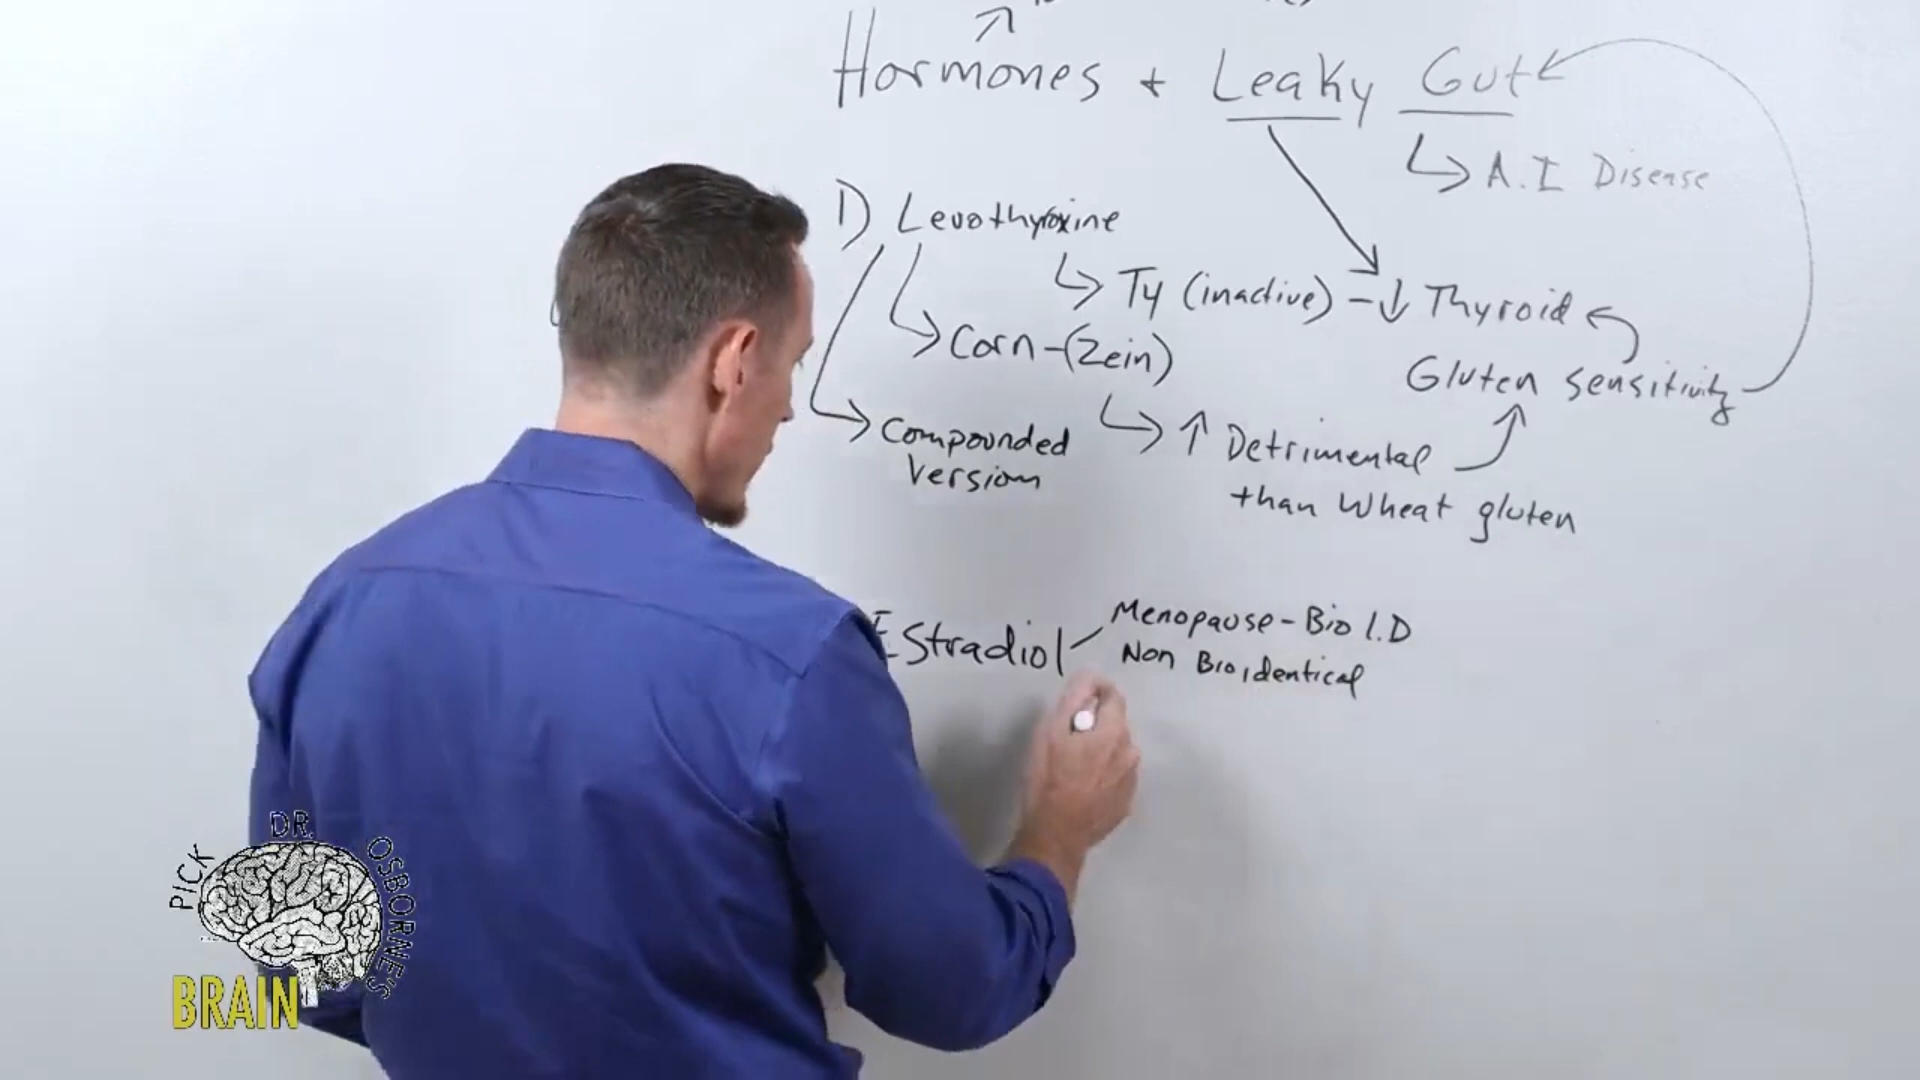 Hormones + Leaky Gut
A.I Disease
1) Levothyroxine
T4 (inactive) - ↓ Thyroid
Corn-(Zein)
Gluten sensitivity
Compounded
Version
↑ Detrimental
than Wheat gluten
Estradiol
Menopause - Bio I.D
Non Bioidentical
PICK DR. OSBORNE'S
BRAIN